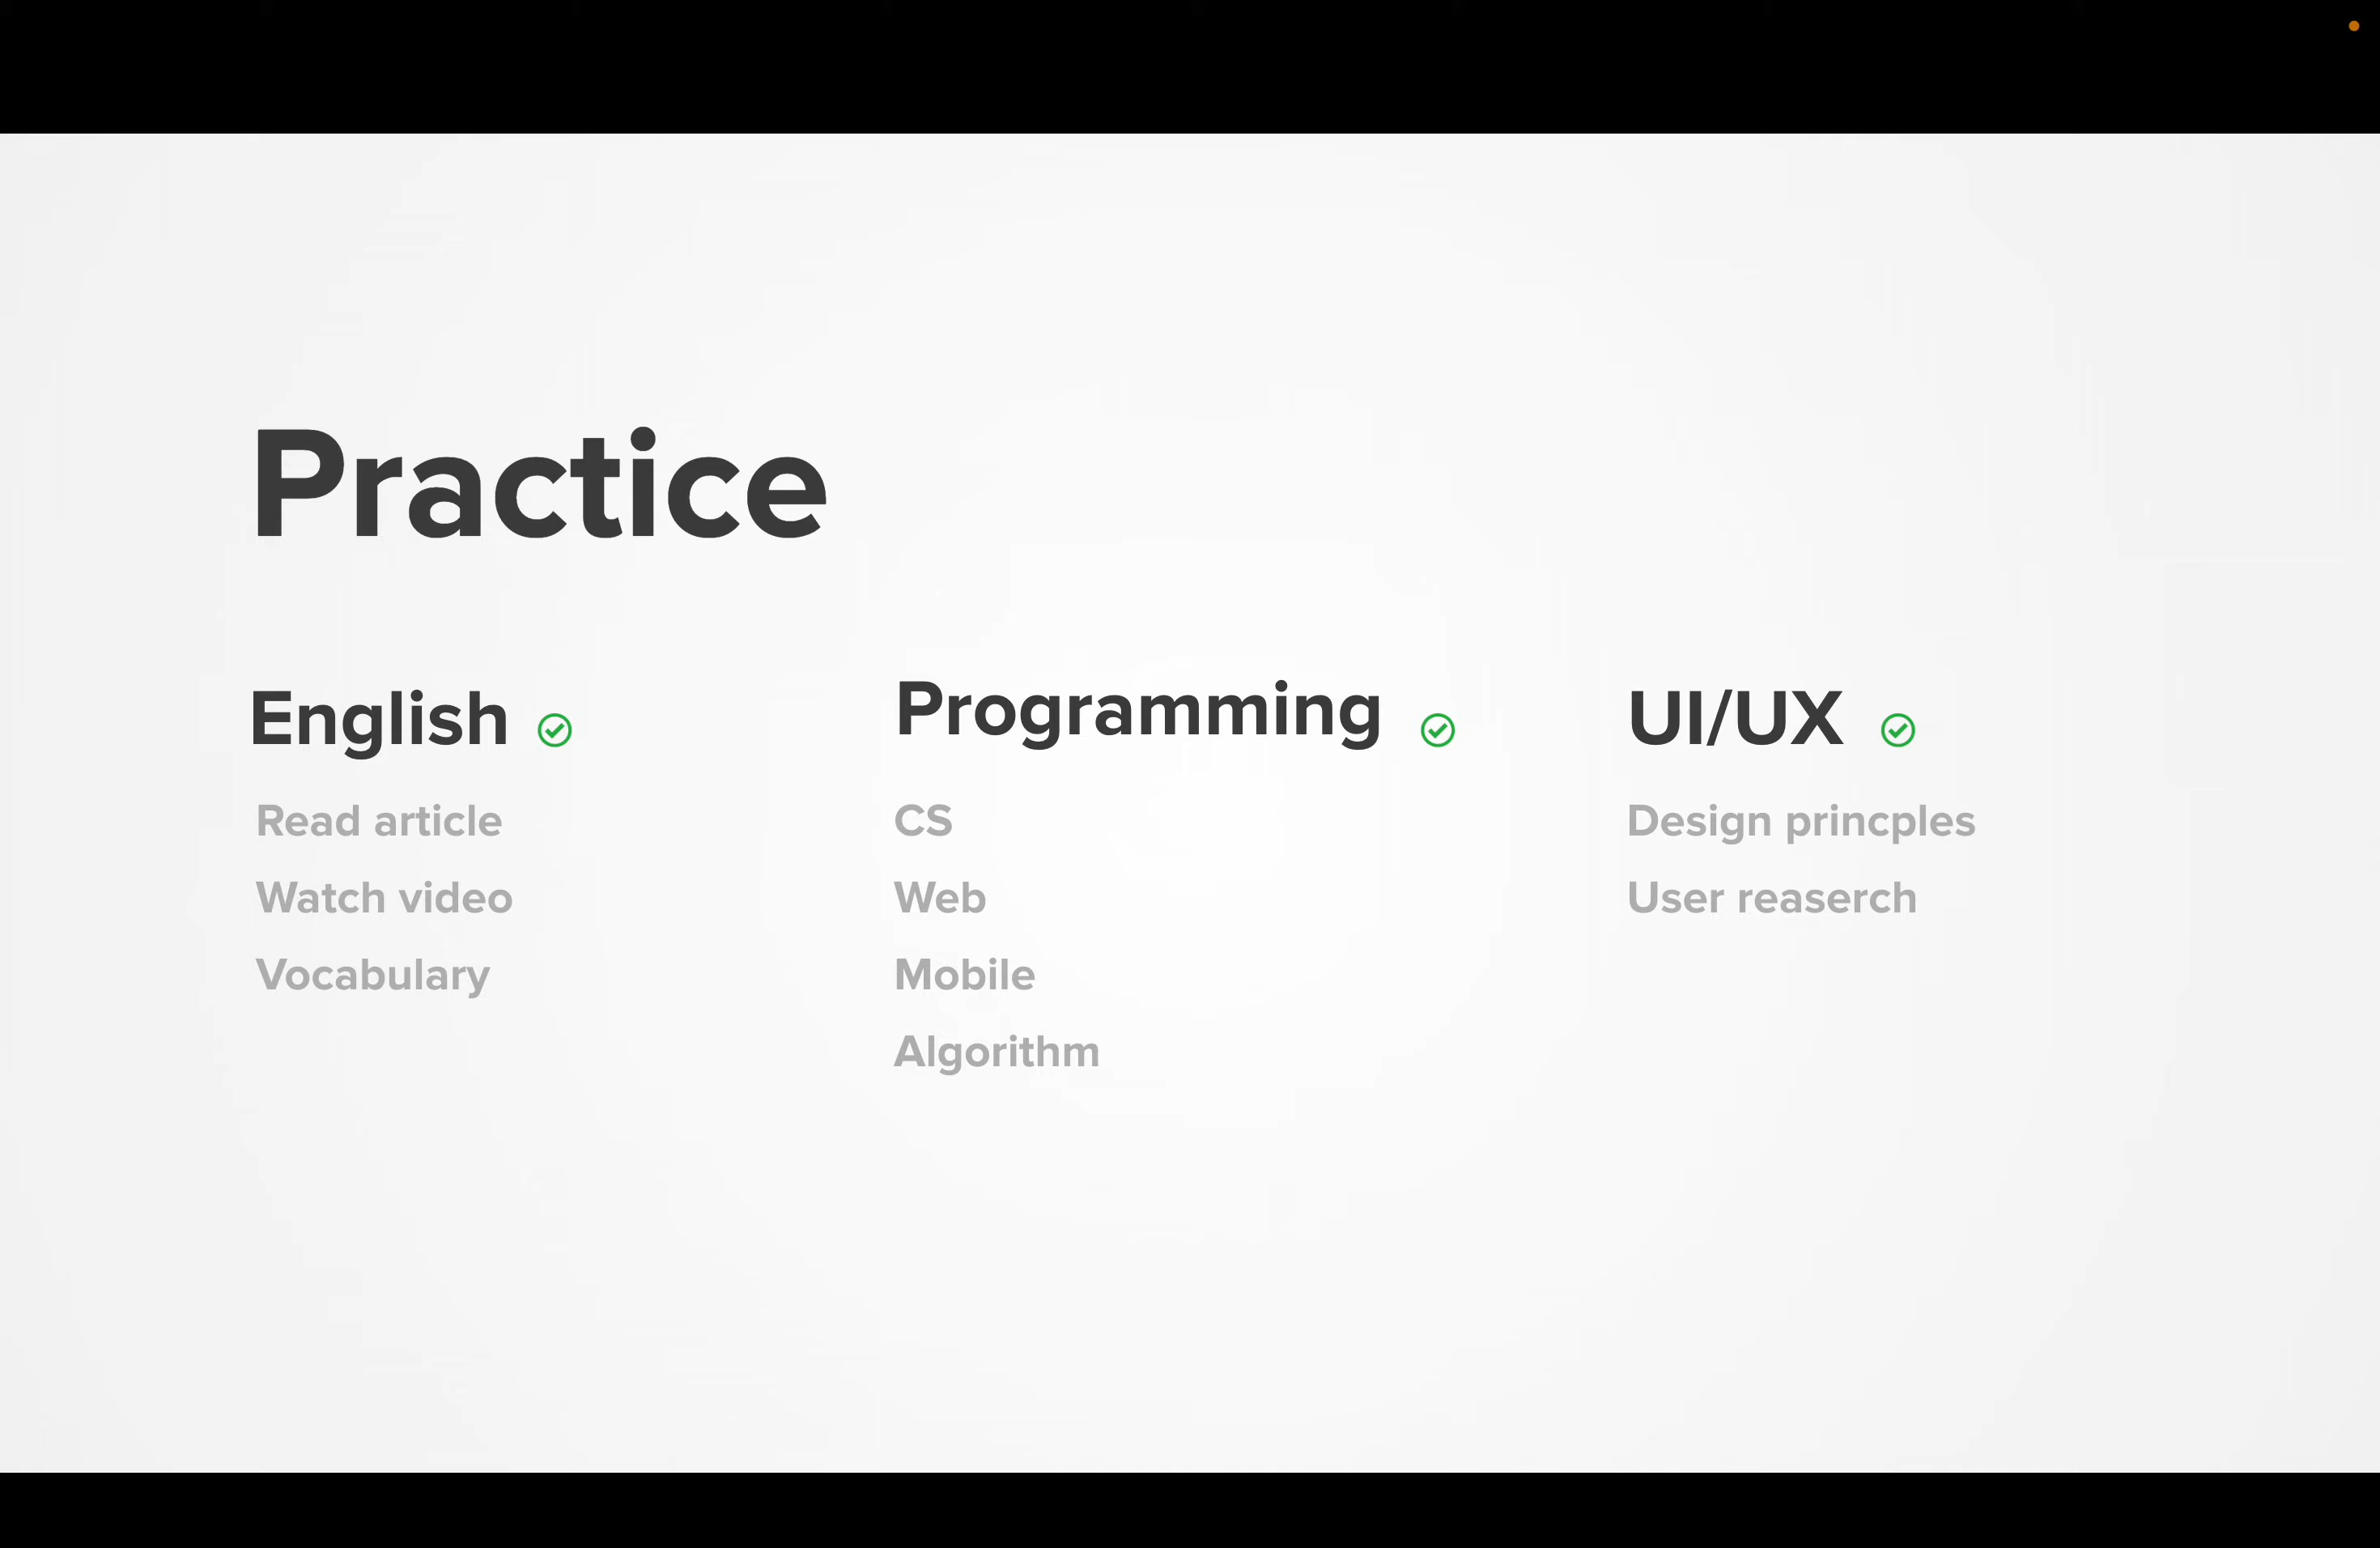 Practice
English
Read article
Watch video
Vocabulary
Programming
CS
Web
Mobile
Algorithm
UI/UX
Design princples
User reaserch